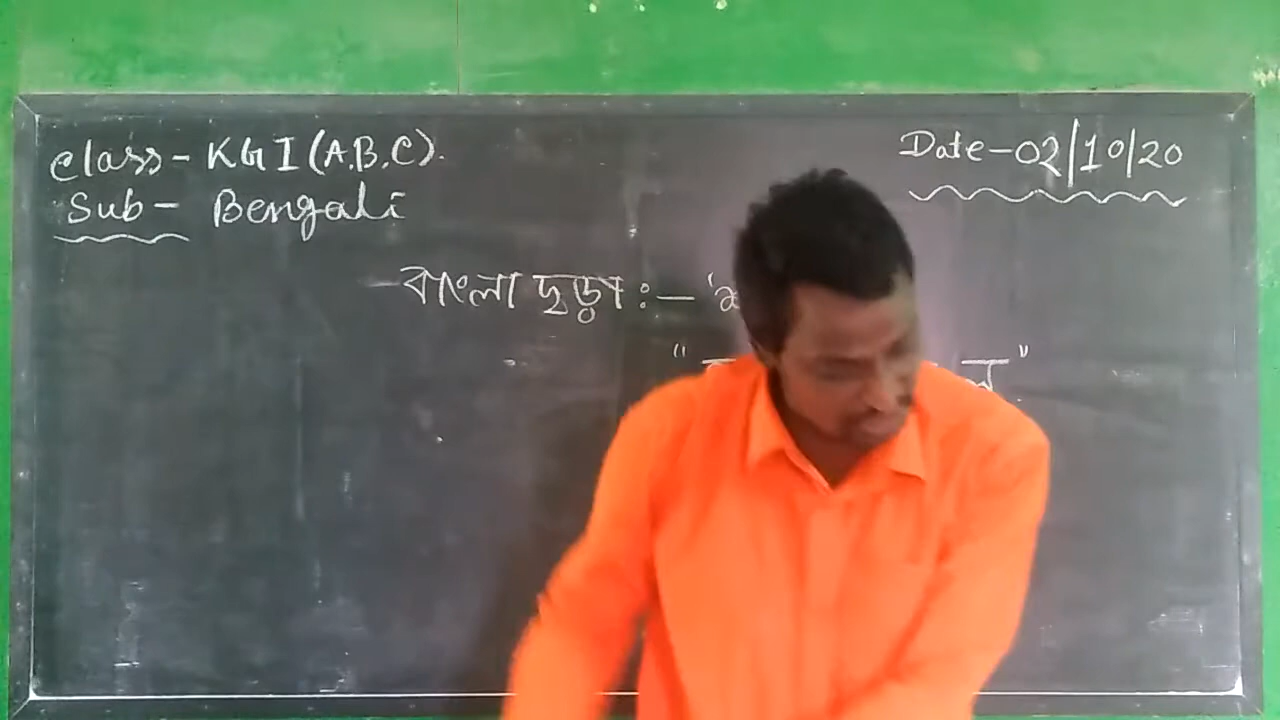 Class - KG I (A.B.C).
Date - 02/10/20
Sub - Bengali
বাংলা ছড়া :-